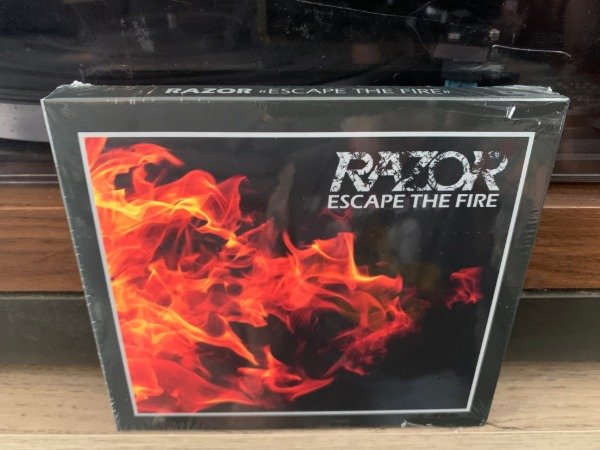 RAZOR «ESCAPE THE FIRE»
RAZOR
ESCAPE THE FIRE